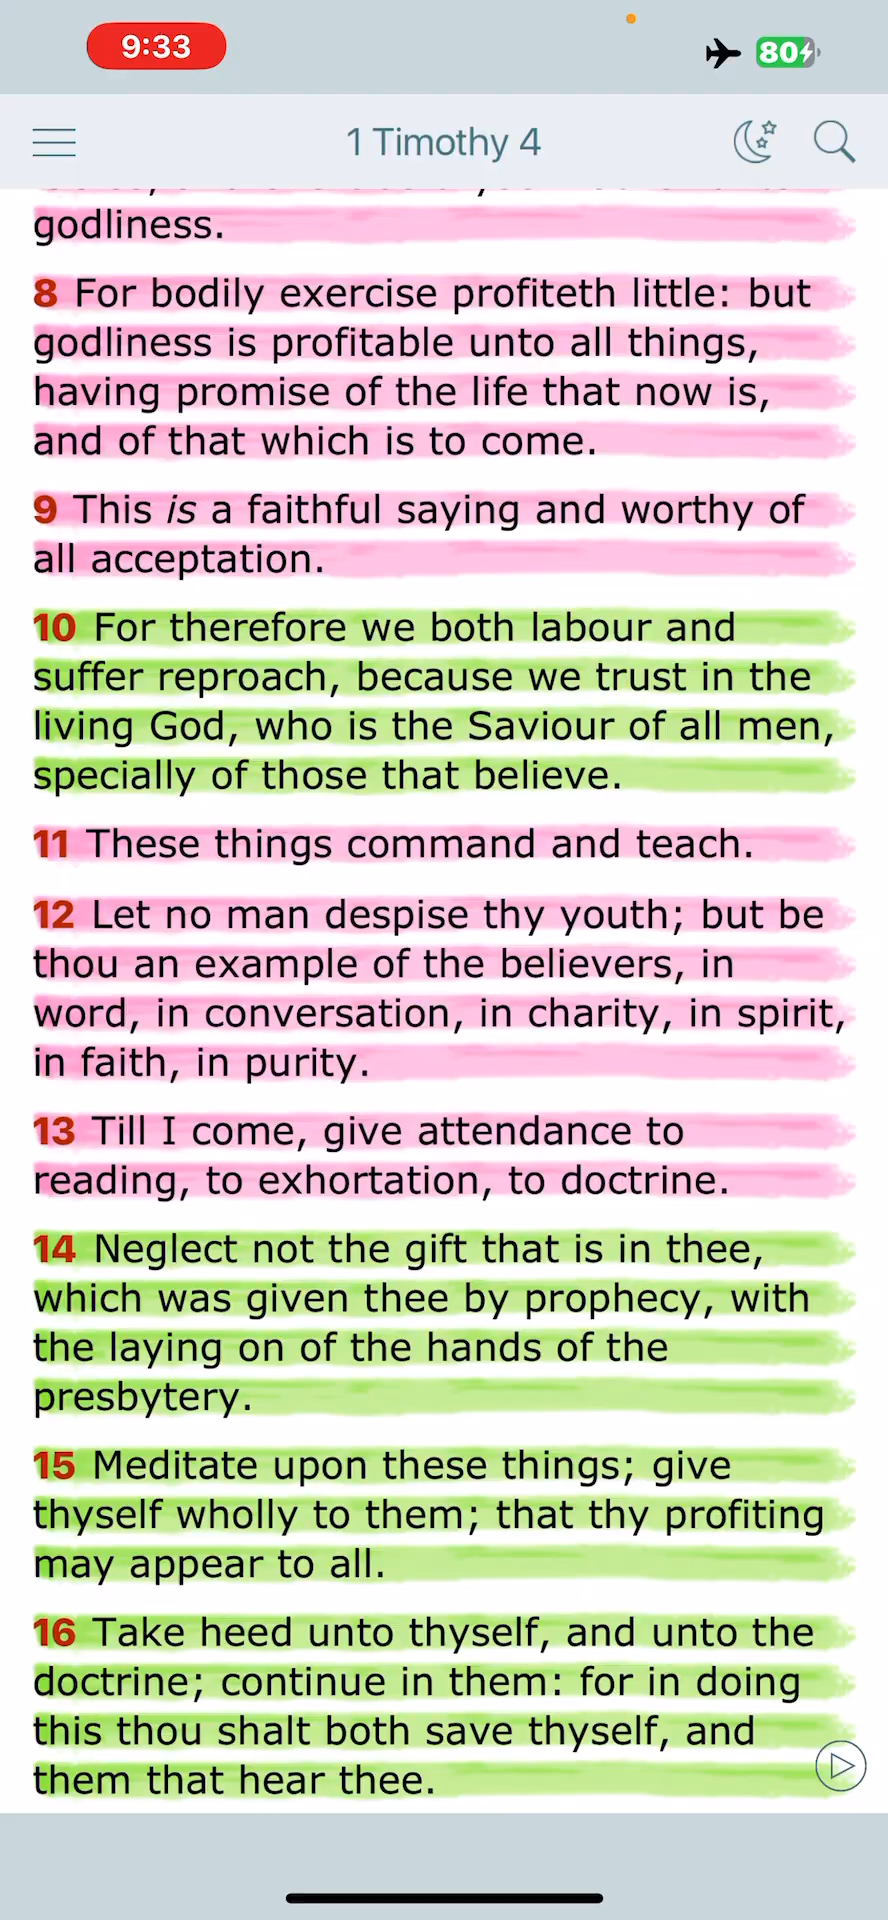 9:33
80
1 Timothy 4
godliness.
8 For bodily exercise profiteth little: but
godliness is profitable unto all things,
having promise of the life that now is,
and of that which is to come.
9 This is a faithful saying and worthy of
all acceptation.
10 For therefore we both labour and
suffer reproach, because we trust in the
living God, who is the Saviour of all men,
specially of those that believe.
11 These things command and teach.
12 Let no man despise thy youth; but be
thou an example of the believers, in
word, in conversation, in charity, in spirit,
in faith, in purity.
13 Till I come, give attendance to
reading, to exhortation, to doctrine.
14 Neglect not the gift that is in thee,
which was given thee by prophecy, with
the laying on of the hands of the
presbytery.
15 Meditate upon these things; give
thyself wholly to them; that thy profiting
may appear to all.
16 Take heed unto thyself, and unto the
doctrine; continue in them: for in doing
this thou shalt both save thyself, and
them that hear thee.